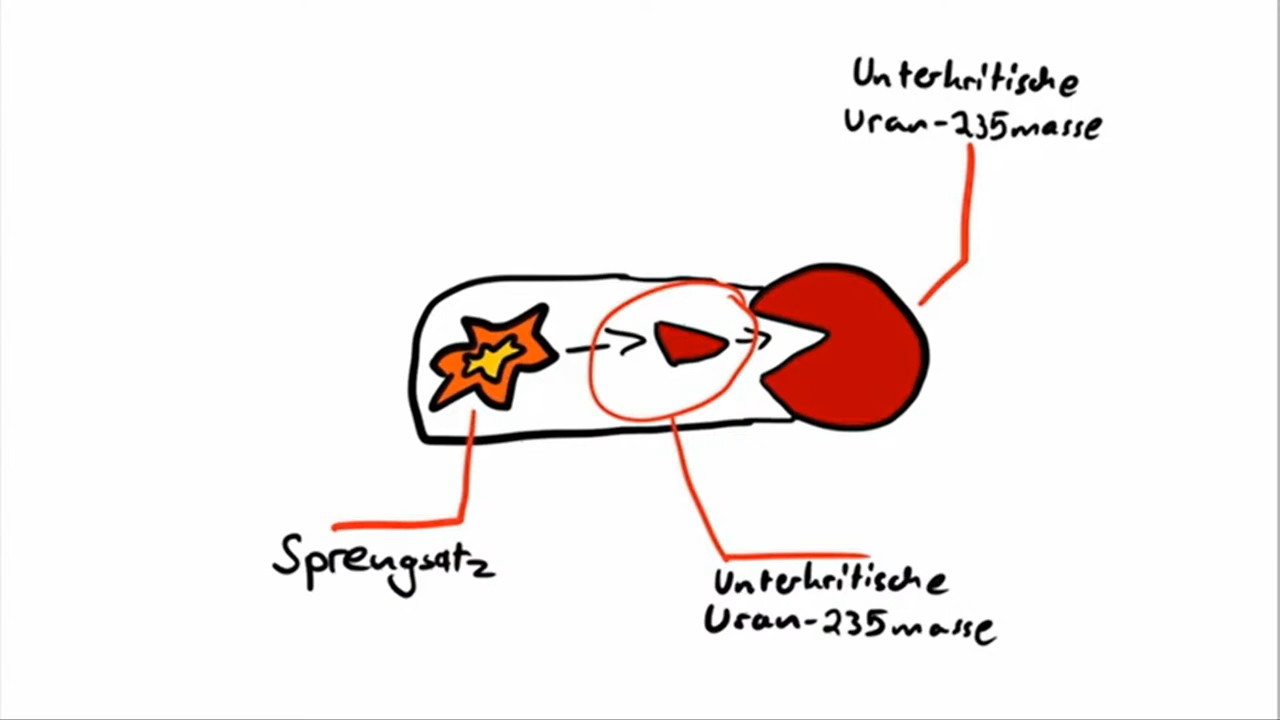 Unterkritische
Uran-235masse
Sprengsatz
Unterkritische
Uran-235masse